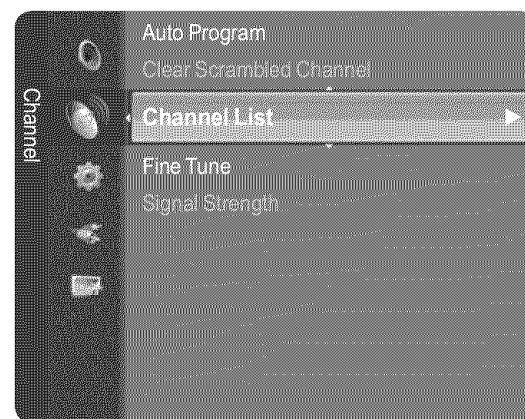 Channel
Auto Program
Clear Scrambled Channel
Channel List
Fine Tune
Signal Strength